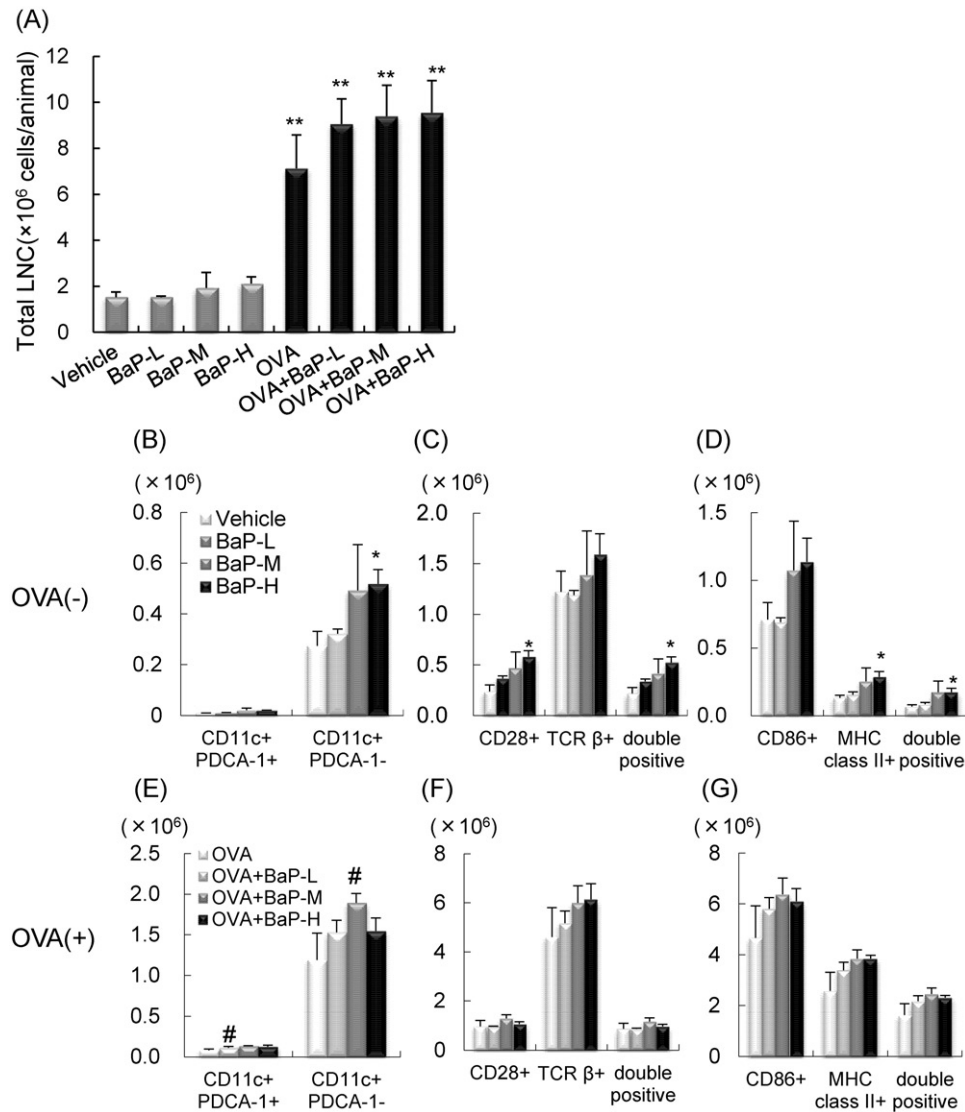 (A)
Total LNC(×10⁶ cells/animal)
12
10
8
6
4
2
0
**
**
**
**
Vehicle
BaP-L
BaP-M
BaP-H
OVA
OVA+BaP-L
OVA+BaP-M
OVA+BaP-H
OVA(-)
(B)
(×10⁶)
0.8
0.6
0.4
0.2
0
Vehicle
BaP-L
BaP-M
BaP-H
*
CD11c+ CD11c+
PDCA-1+ PDCA-1-
(C)
(×10⁶)
2.0
1.5
1.0
0.5
0.0
*
*
CD28+ TCR β+ double
positive
(D)
(×10⁶)
1.5
1.0
0.5
0.0
*
*
CD86+ MHC double
class II+ positive
OVA(+)
(E)
(×10⁶)
2.5
2.0
1.5
1.0
0.5
0.0
OVA
OVA+BaP-L
OVA+BaP-M
OVA+BaP-H
#
#
CD11c+ CD11c+
PDCA-1+ PDCA-1-
(F)
(×10⁶)
8
6
4
2
0
CD28+ TCR β+ double
positive
(G)
(×10⁶)
8
6
4
2
0
CD86+ MHC double
class II+ positive